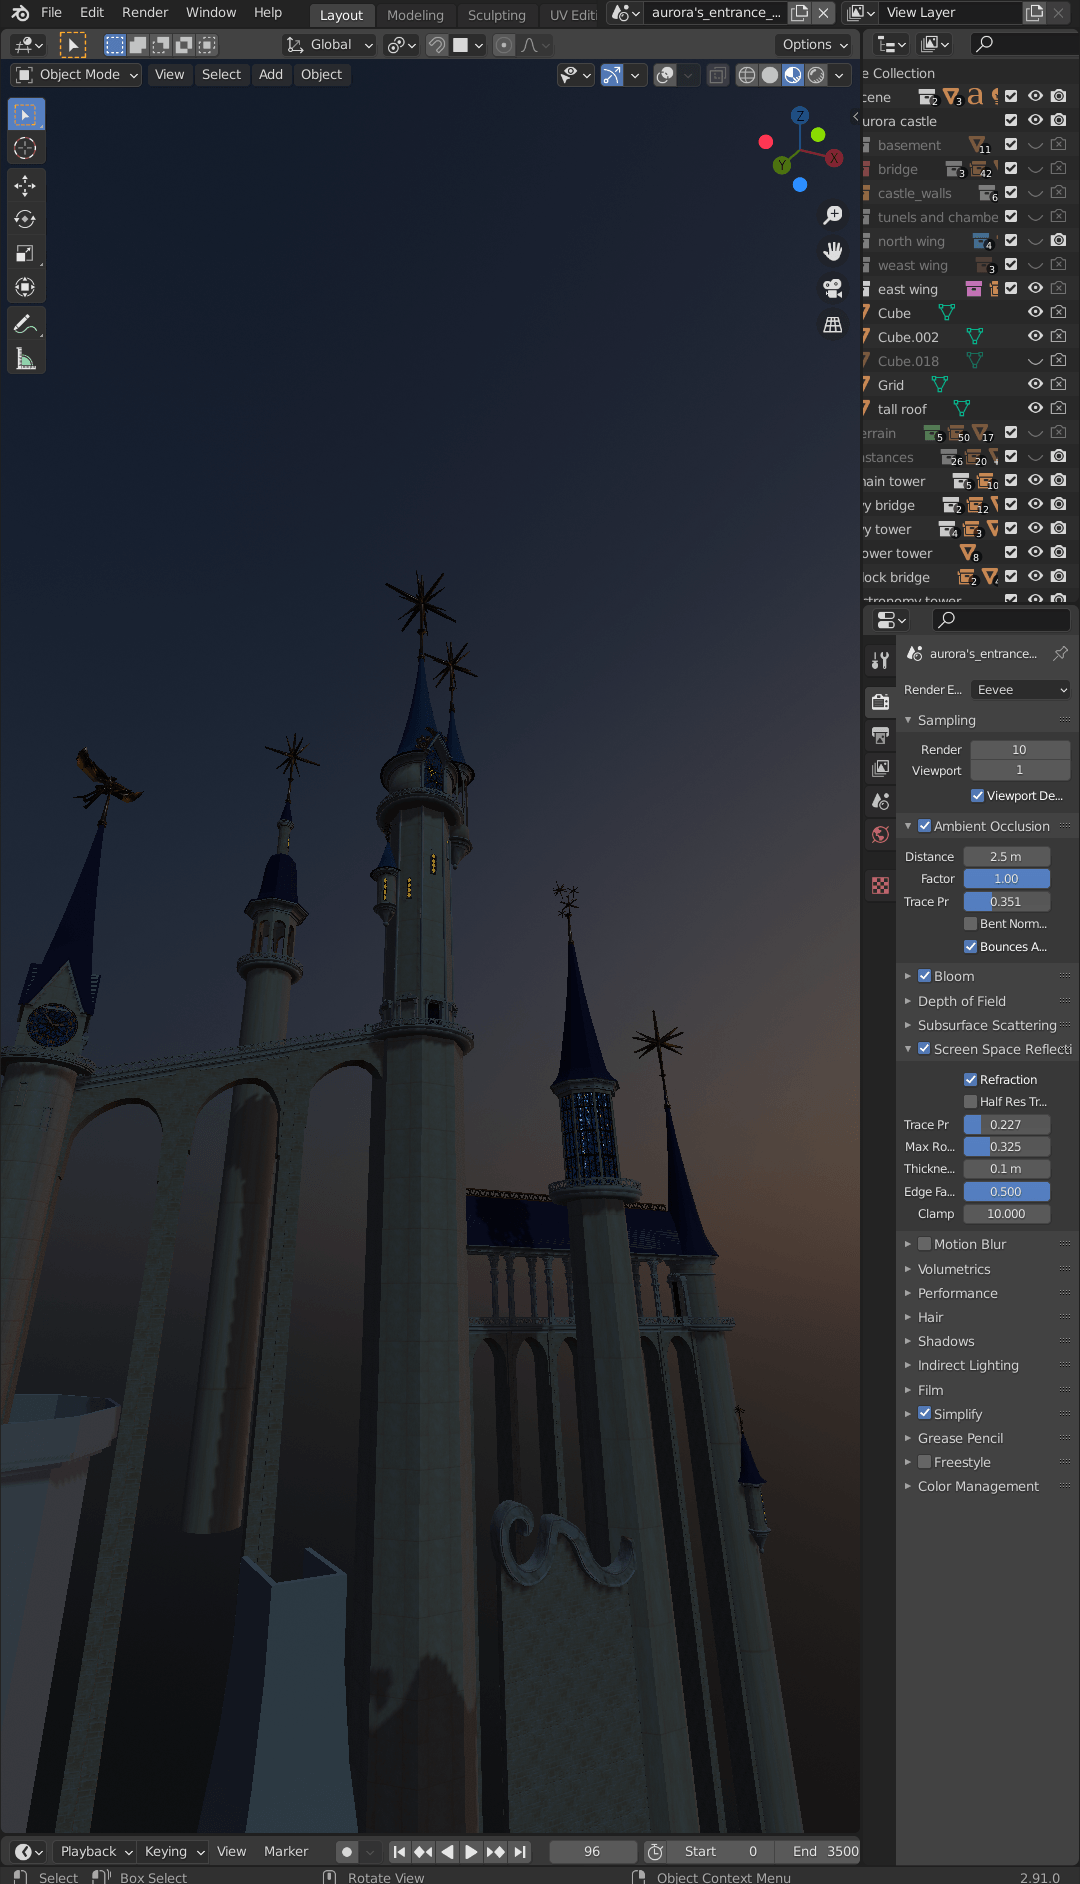 File Edit Render Window Help Layout Modeling Sculpting UV Edit aurora's_entrance_... View Layer
Global Options
Object Mode View Select Add Object
Z
X
Y
e Collection
cene 2 3
urora castle
basement 11
bridge 3 42
castle_walls 6
tunels and chambe
north wing 4
weast wing 3
east wing
Cube
Cube.002
Cube.018
Grid
tall roof
errain 5 50 17
nstances 26 20
nain tower 5 10
vy bridge 2 12
vy tower 4 3
ower tower 8
lock bridge 2
stronomy tower
aurora's_entrance...
Render E... Eevee
Sampling
Render 10
Viewport 1
Viewport De...
Ambient Occlusion
Distance 2.5 m
Factor 1.00
Trace Pr 0.351
Bent Norm...
Bounces A...
Bloom
Depth of Field
Subsurface Scattering
Screen Space Reflecti
Refraction
Half Res Tr...
Trace Pr 0.227
Max Ro... 0.325
Thickne... 0.1 m
Edge Fa... 0.500
Clamp 10.000
Motion Blur
Volumetrics
Performance
Hair
Shadows
Indirect Lighting
Film
Simplify
Grease Pencil
Freestyle
Color Management
Playback Keying View Marker 96 Start 0 End 3500
Select Box Select Rotate View Object Context Menu 2.91.0